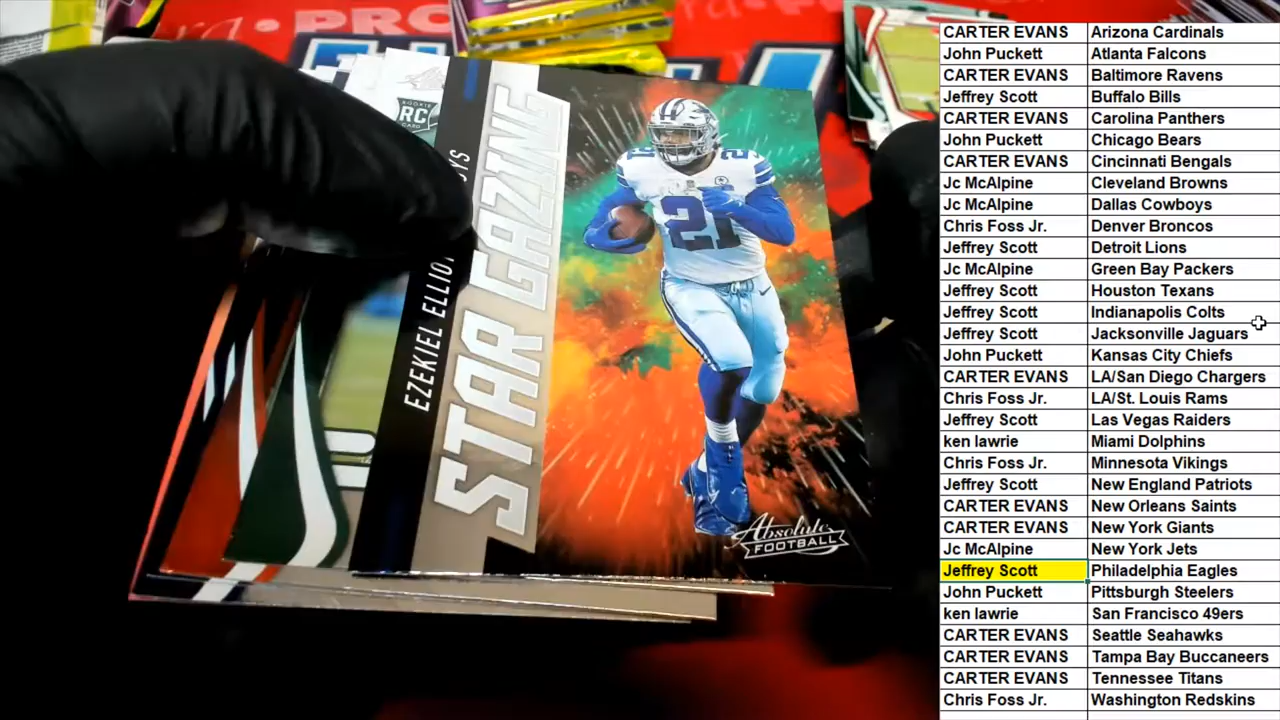 ROOKIE
RC
CARD
EZEKIEL ELLIOT
YS
STAR GAZING
21
Absolute
FOOTBALL
CARTER EVANS Arizona Cardinals
John Puckett Atlanta Falcons
CARTER EVANS Baltimore Ravens
Jeffrey Scott Buffalo Bills
CARTER EVANS Carolina Panthers
John Puckett Chicago Bears
CARTER EVANS Cincinnati Bengals
Jc McAlpine Cleveland Browns
Jc McAlpine Dallas Cowboys
Chris Foss Jr. Denver Broncos
Jeffrey Scott Detroit Lions
Jc McAlpine Green Bay Packers
Jeffrey Scott Houston Texans
Jeffrey Scott Indianapolis Colts
Jeffrey Scott Jacksonville Jaguars
John Puckett Kansas City Chiefs
CARTER EVANS LA/San Diego Chargers
Chris Foss Jr. LA/St. Louis Rams
Jeffrey Scott Las Vegas Raiders
ken lawrie Miami Dolphins
Chris Foss Jr. Minnesota Vikings
Jeffrey Scott New England Patriots
CARTER EVANS New Orleans Saints
CARTER EVANS New York Giants
Jc McAlpine New York Jets
Jeffrey Scott Philadelphia Eagles
John Puckett Pittsburgh Steelers
ken lawrie San Francisco 49ers
CARTER EVANS Seattle Seahawks
CARTER EVANS Tampa Bay Buccaneers
CARTER EVANS Tennessee Titans
Chris Foss Jr. Washington Redskins